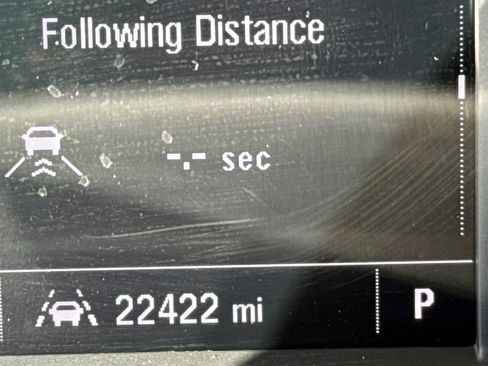 Following Distance
-.- sec
22422 mi
P